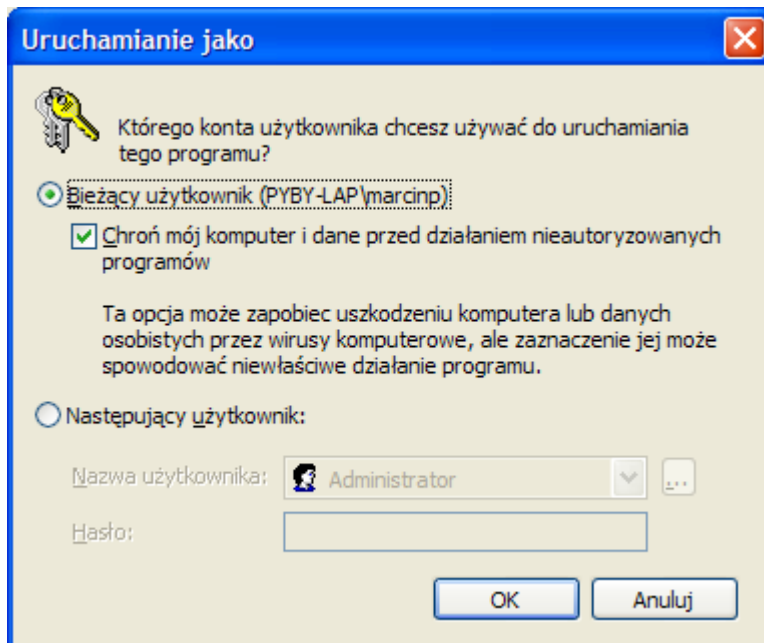 Uruchamianie jako
Którego konta użytkownika chcesz używać do uruchamiania
tego programu?
Bieżący użytkownik (PYBY-LAP\marcinp)
Chroń mój komputer i dane przed działaniem nieautoryzowanych
programów
Ta opcja może zapobiec uszkodzeniu komputera lub danych
osobistych przez wirusy komputerowe, ale zaznaczenie jej może
spowodować niewłaściwe działanie programu.
Następujący użytkownik:
Nazwa użytkownika: Administrator ...
Hasło:
OK Anuluj